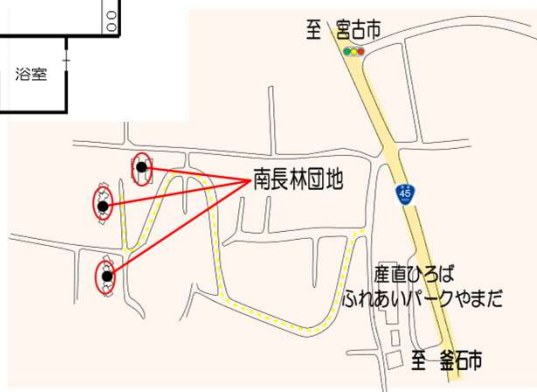 浴室
至 宮古市
南長林団地
45
産直ひろば
ふれあいパークやまだ
至 釜石市